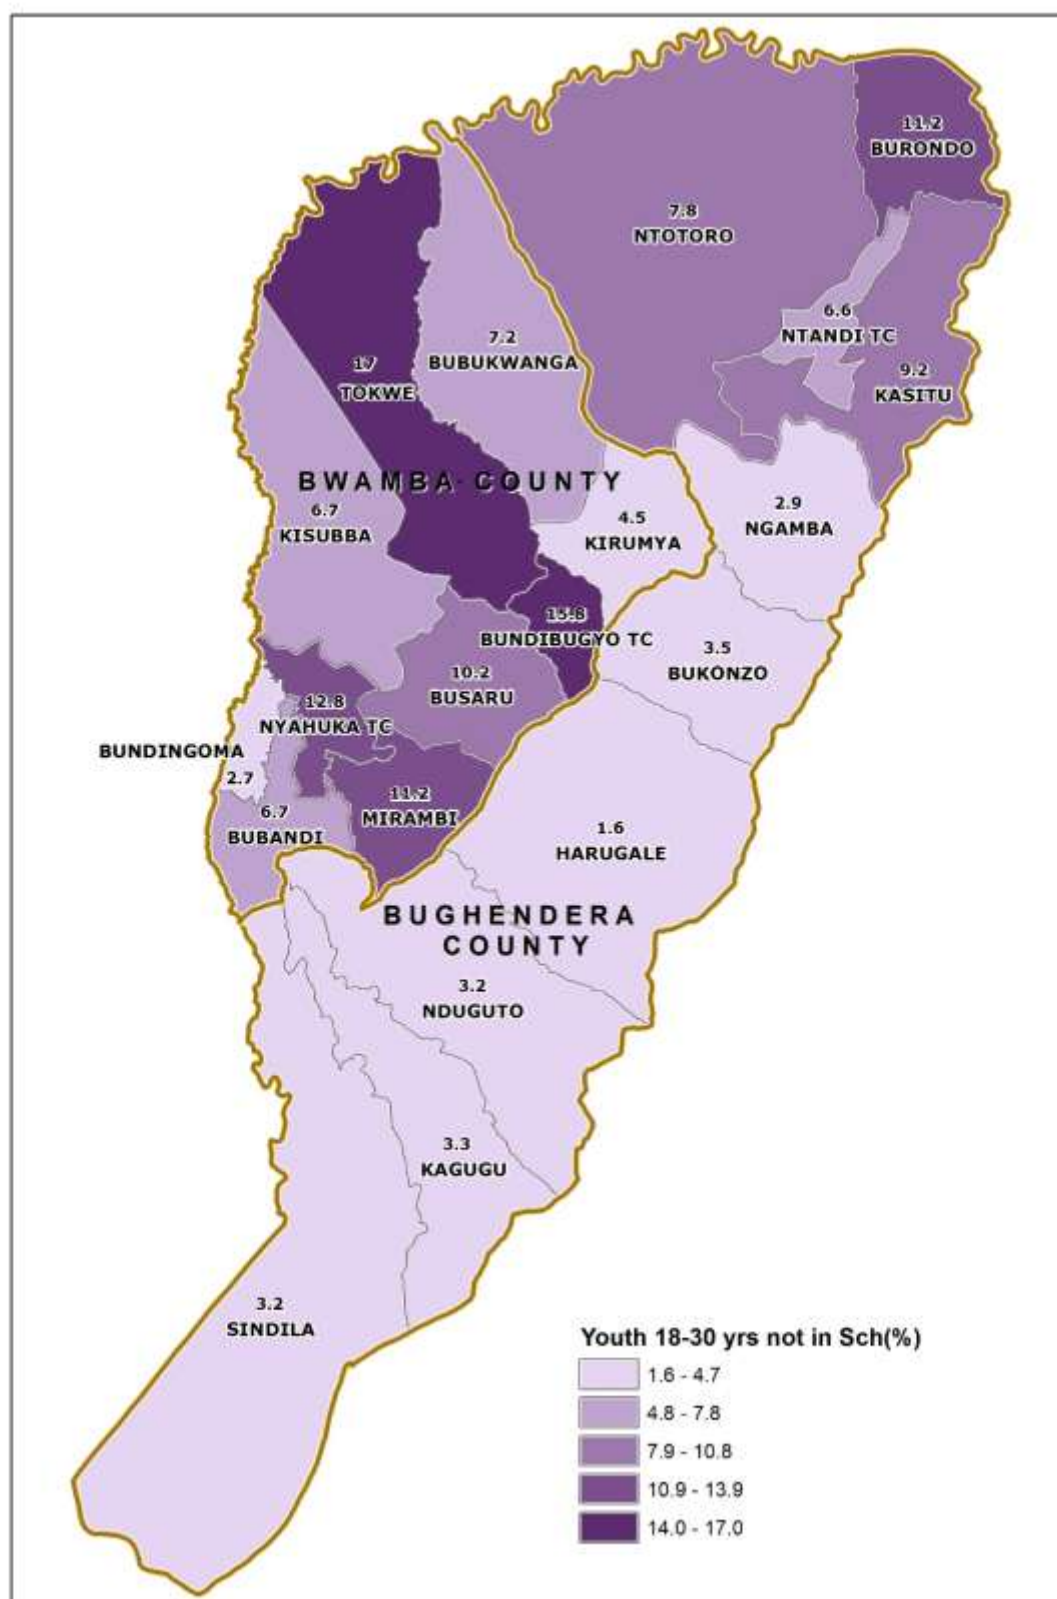 11.2
BURONDO
7.8
NTOTORO
6.6
NTANDI TC
7.2
BUBUKWANGA
17
TOKWE
9.2
KASITU
BWAMBA COUNTY
6.7
KISUBBA
4.5
KIRUMYA
2.9
NGAMBA
15.8
BUNDIBUGYO TC
3.5
BUKONZO
10.2
BUSARU
12.8
NYAHUKA TC
BUNDINGOMA
2.7
11.2
MIRAMBI
6.7
BUBANDI
1.6
HARUGALE
BUGHENDERA
COUNTY
3.2
NDUGUTO
3.3
KAGUGU
3.2
SINDILA
Youth 18-30 yrs not in Sch(%)
1.6 - 4.7
4.8 - 7.8
7.9 - 10.8
10.9 - 13.9
14.0 - 17.0